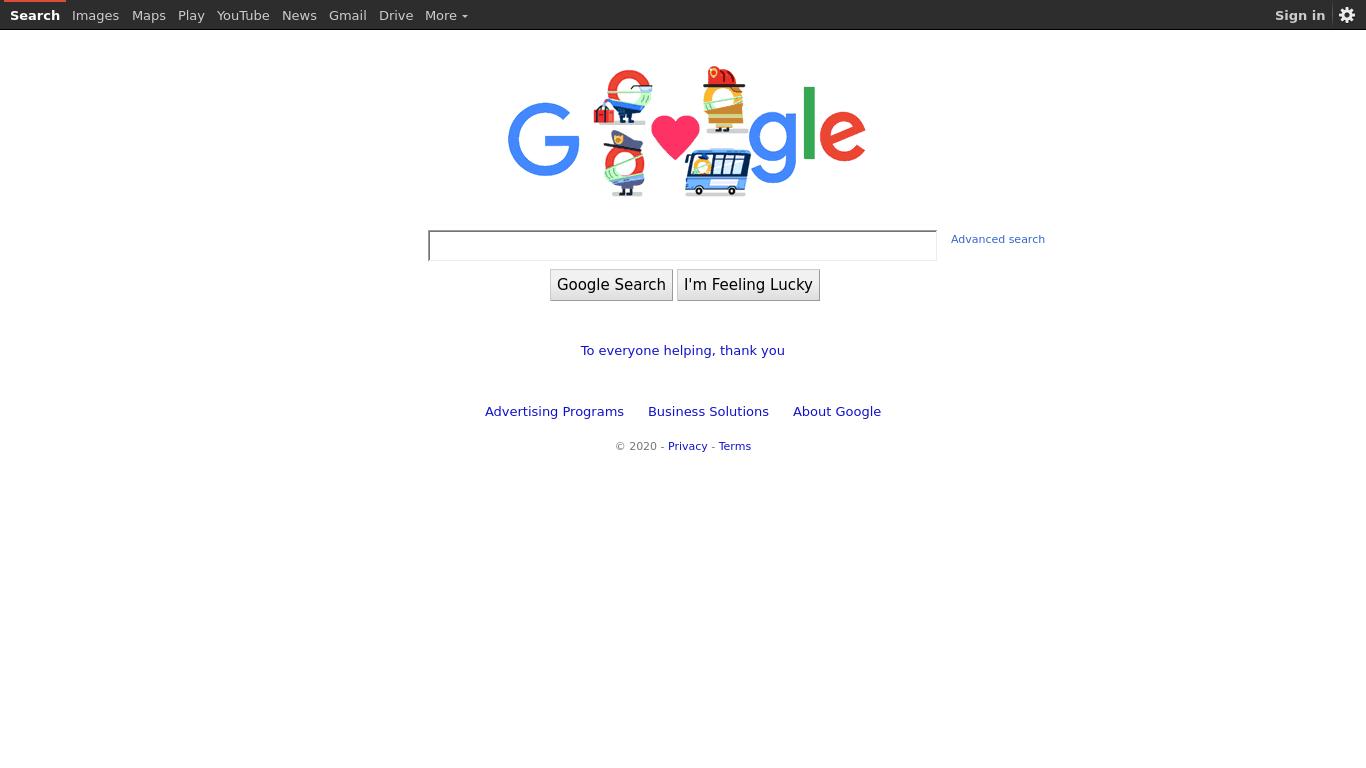 Search Images Maps Play YouTube News Gmail Drive More Sign in
Google
Advanced search
Google Search I'm Feeling Lucky
To everyone helping, thank you
Advertising Programs Business Solutions About Google
© 2020 - Privacy - Terms